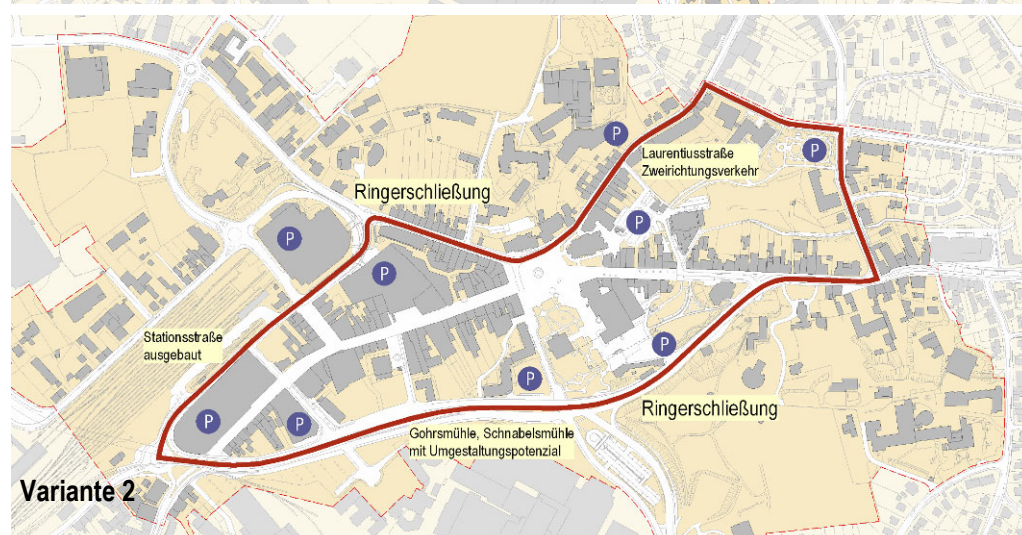 P
Laurentiusstraße
Zweirichtungsverkehr
P
Ringerschließung
P
P
P
Stationsstraße
ausgebaut
P
P
Ringerschließung
P
P
Gohrsmühle, Schnabelsmühle
mit Umgestaltungspotenzial
Variante 2